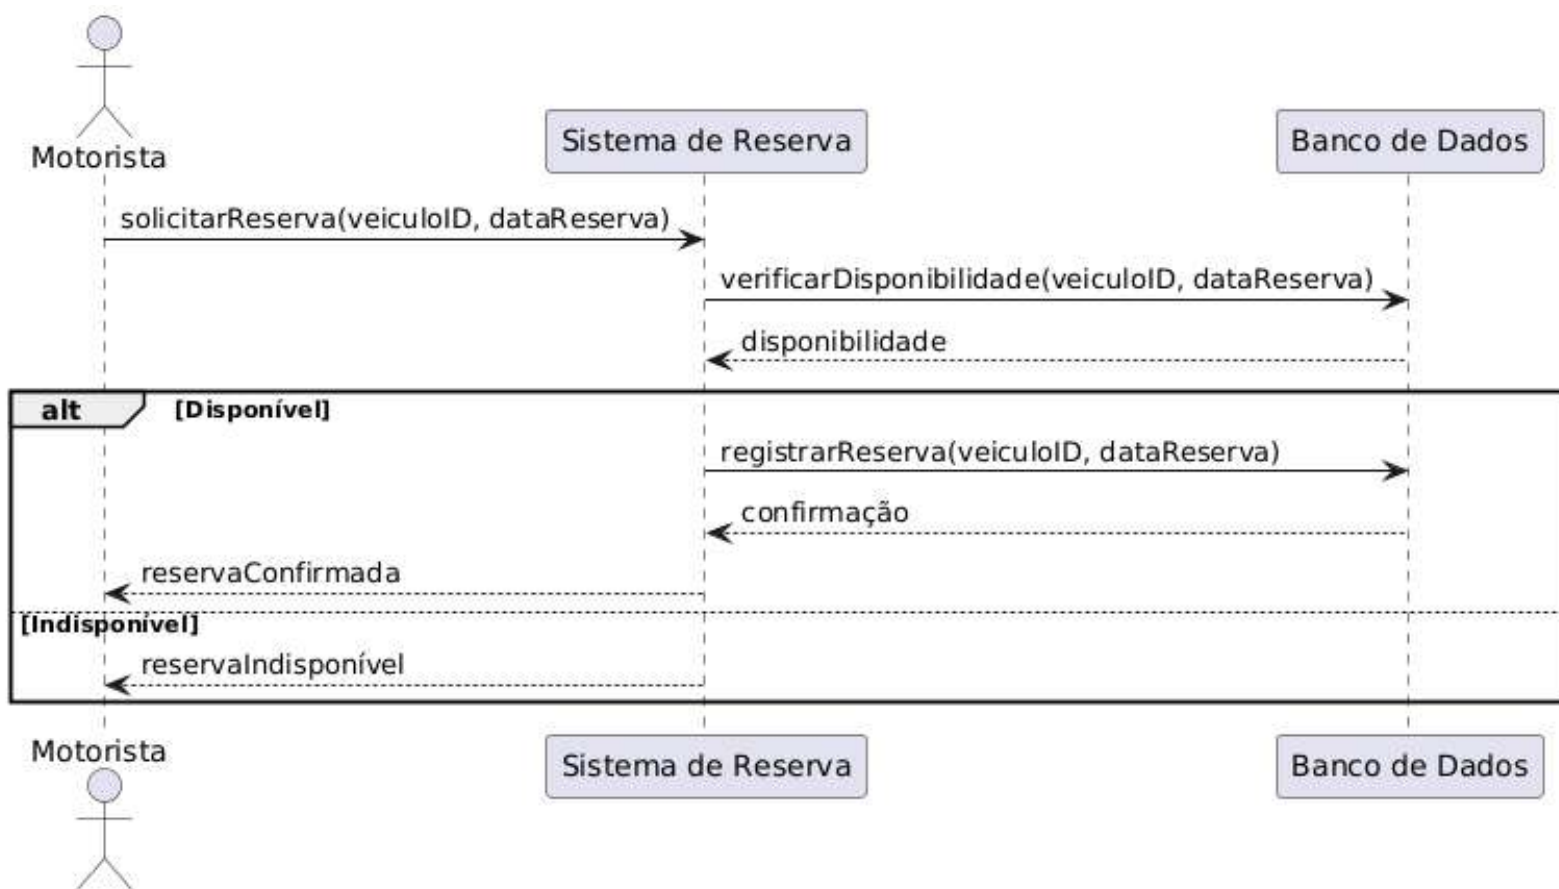 Motorista
Sistema de Reserva
Banco de Dados
solicitarReserva(veiculoID, dataReserva)
verificarDisponibilidade(veiculoID, dataReserva)
disponibilidade
alt [Disponível]
registrarReserva(veiculoID, dataReserva)
confirmação
reservaConfirmada
[Indisponível]
reservaIndisponível
Motorista
Sistema de Reserva
Banco de Dados